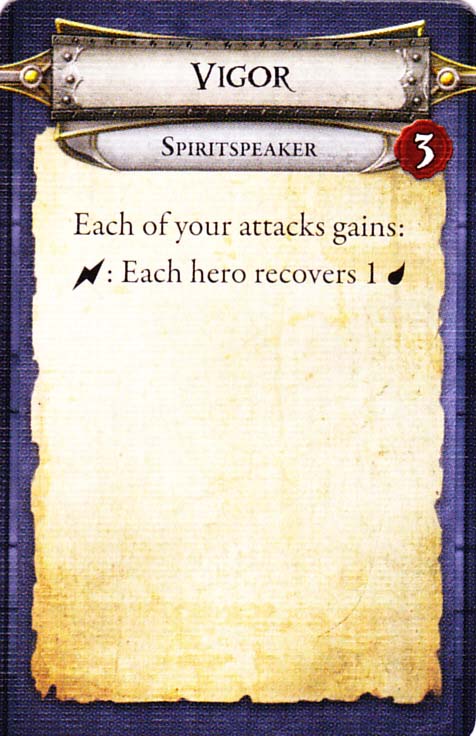 VIGOR
SPIRITSPEAKER
3
Each of your attacks gains:
: Each hero recovers 1